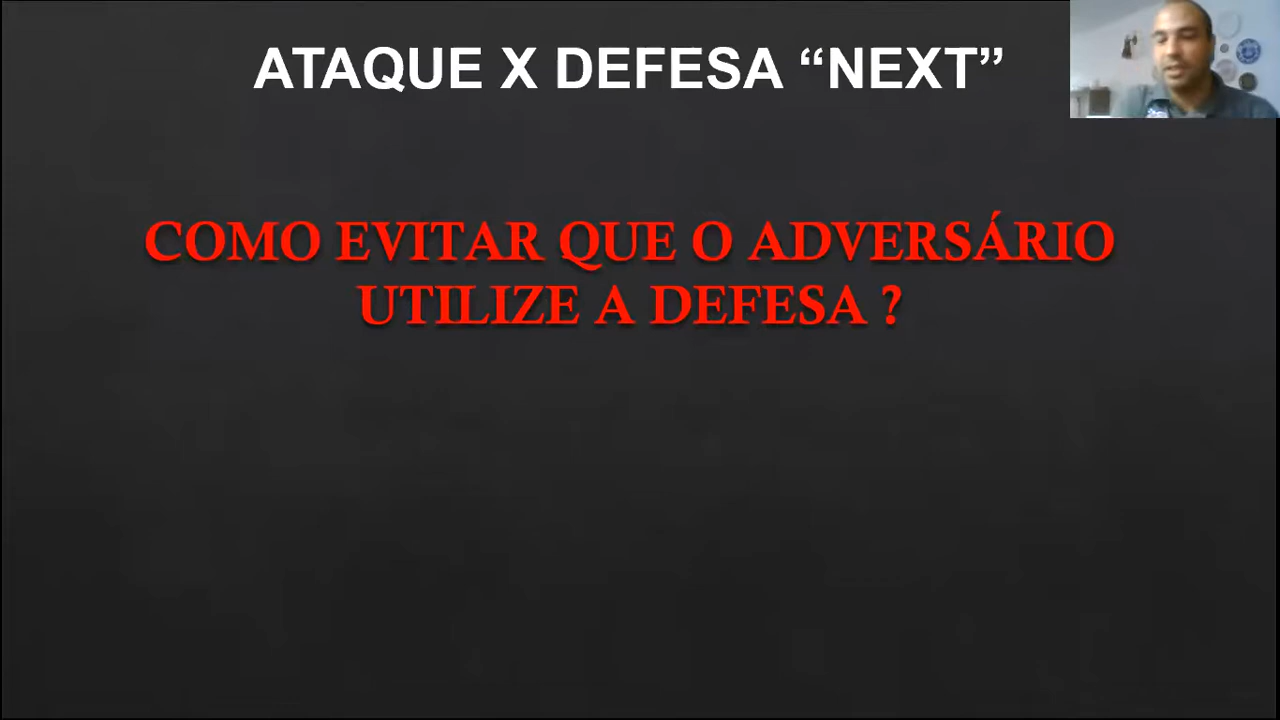 ATAQUE X DEFESA “NEXT”
COMO EVITAR QUE O ADVERSÁRIO
UTILIZE A DEFESA ?